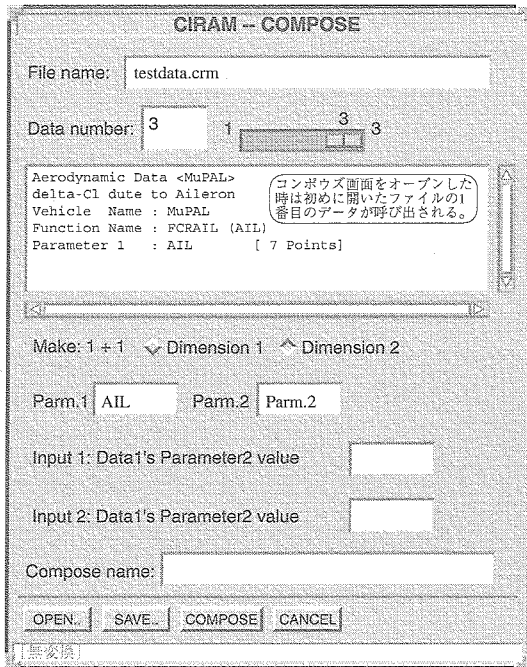 CIRAM -- COMPOSE
File name: testdata.crm
Data number: 3 1 3 3
Aerodynamic Data <MuPAL>
delta-Cl dute to Aileron
Vehicle Name : MuPAL
Function Name : FCRAIL (AIL)
Parameter 1 : AIL [ 7 Points]
コンポウズ画面をオープンした
時は初めに開いたファイルの1
番目のデータが呼び出される。
Make: 1 + 1 Dimension 1 Dimension 2
Parm.1 AIL Parm.2 Parm.2
Input 1: Data1's Parameter2 value
Input 2: Data1's Parameter2 value
Compose name:
OPEN.. SAVE.. COMPOSE CANCEL
無変換